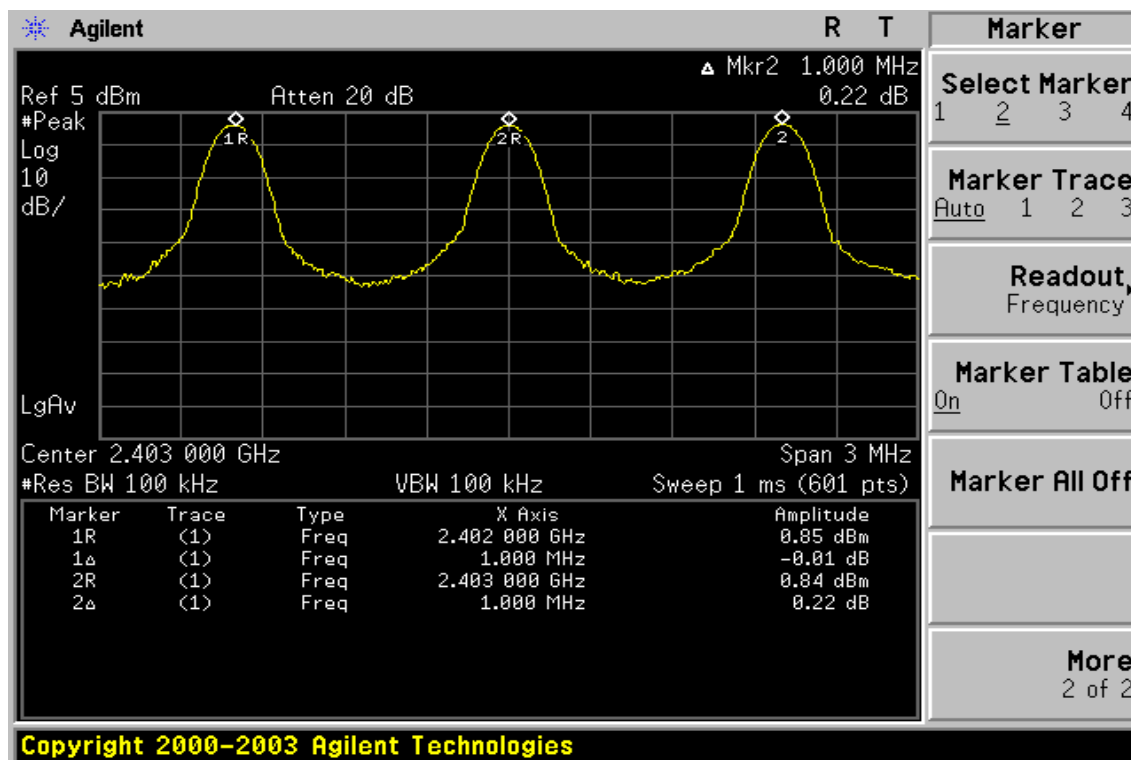 Agilent R T
Δ Mkr2 1.000 MHz
Ref 5 dBm Atten 20 dB 0.22 dB
#Peak
Log
10
dB/
1R 2R 2
LgAv
Center 2.403 000 GHz Span 3 MHz
#Res BW 100 kHz VBW 100 kHz Sweep 1 ms (601 pts)
Marker Trace Type X Axis Amplitude
1R (1) Freq 2.402 000 GHz 0.85 dBm
1Δ (1) Freq 1.000 MHz -0.01 dB
2R (1) Freq 2.403 000 GHz 0.84 dBm
2Δ (1) Freq 1.000 MHz 0.22 dB
Marker
Select Marker
1 2 3 4
Marker Trace
Auto 1 2 3
Readout
Frequency
Marker Table
On Off
Marker All Off
More
2 of 2
Copyright 2000-2003 Agilent Technologies